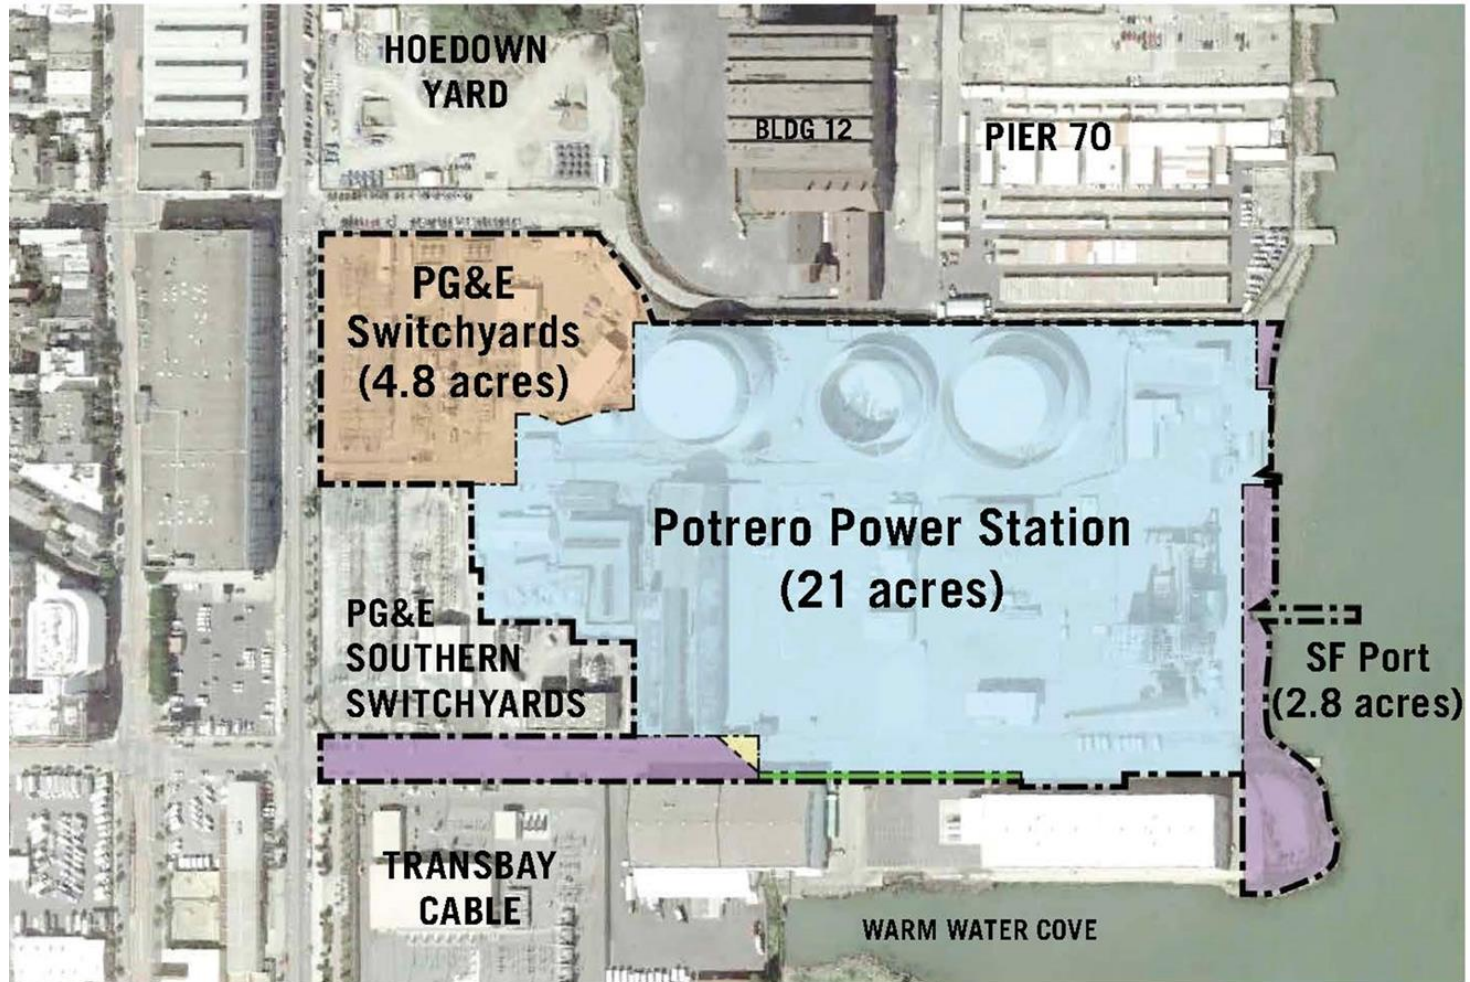 HOEDOWN
YARD
BLDG 12
PIER 70
PG&E
Switchyards
(4.8 acres)
Potrero Power Station
(21 acres)
PG&E
SOUTHERN
SWITCHYARDS
SF Port
(2.8 acres)
TRANSBAY
CABLE
WARM WATER COVE